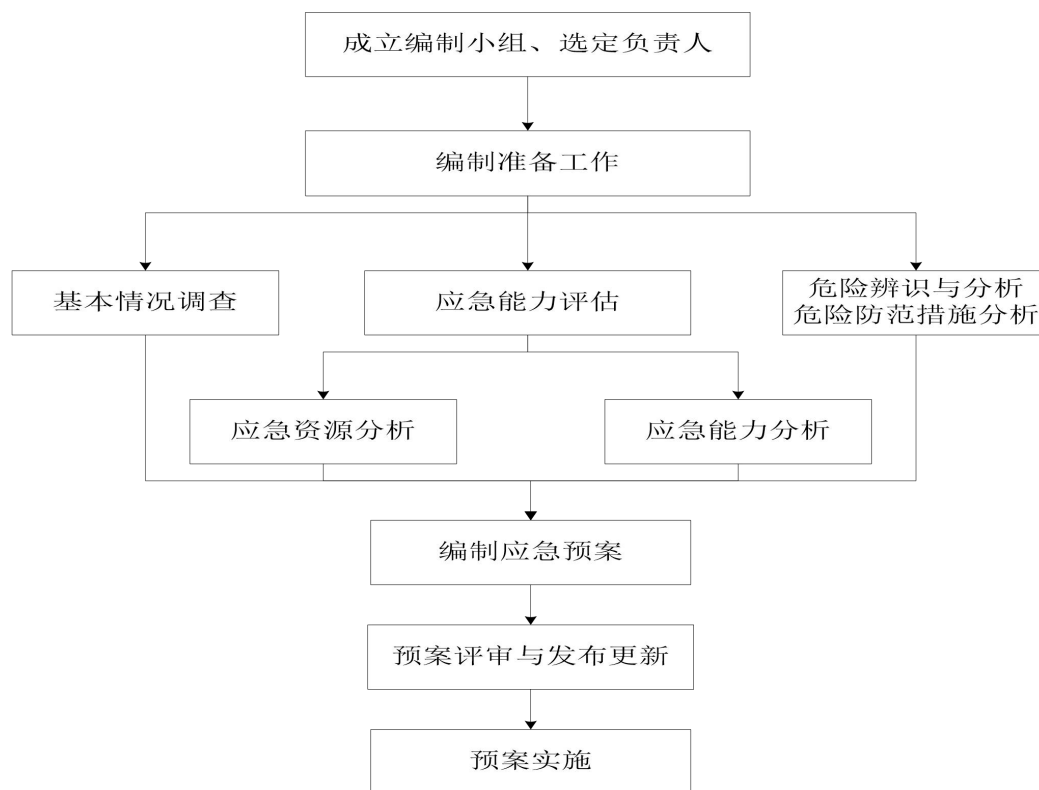 成立编制小组、选定负责人
编制准备工作
基本情况调查
应急能力评估
危险辨识与分析
危险防范措施分析
应急资源分析
应急能力分析
编制应急预案
预案评审与发布更新
预案实施